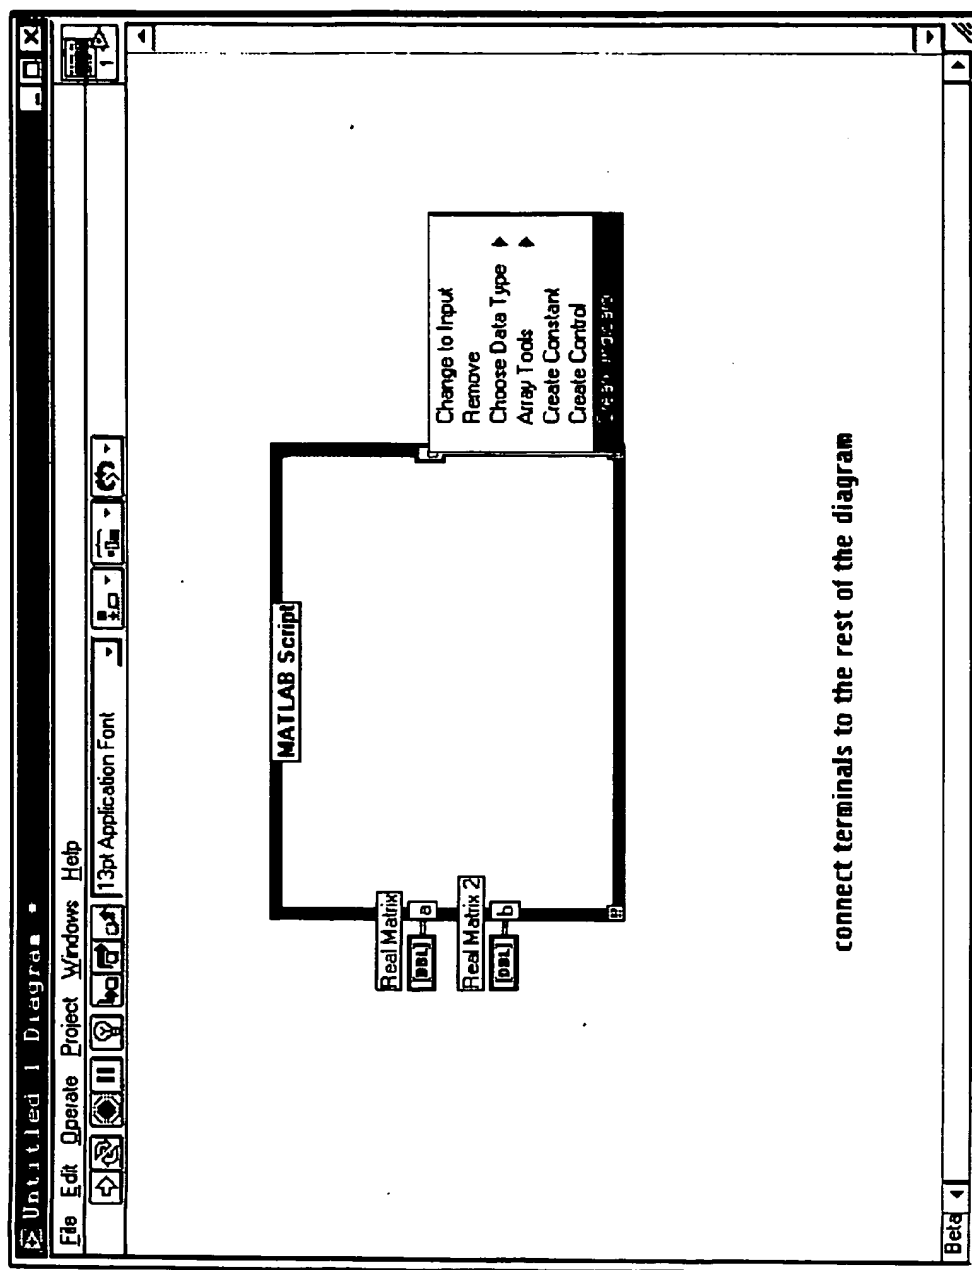 Untitled 1 Diagram *
File Edit Operate Project Windows Help
13pt Application Font
1
MATLAB Script
Real Matrix
[DBL] a
Real Matrix 2
[DBL] b
Change to Input
Remove
Choose Data Type
Array Tools
Create Constant
Create Control
connect terminals to the rest of the diagram
Beta